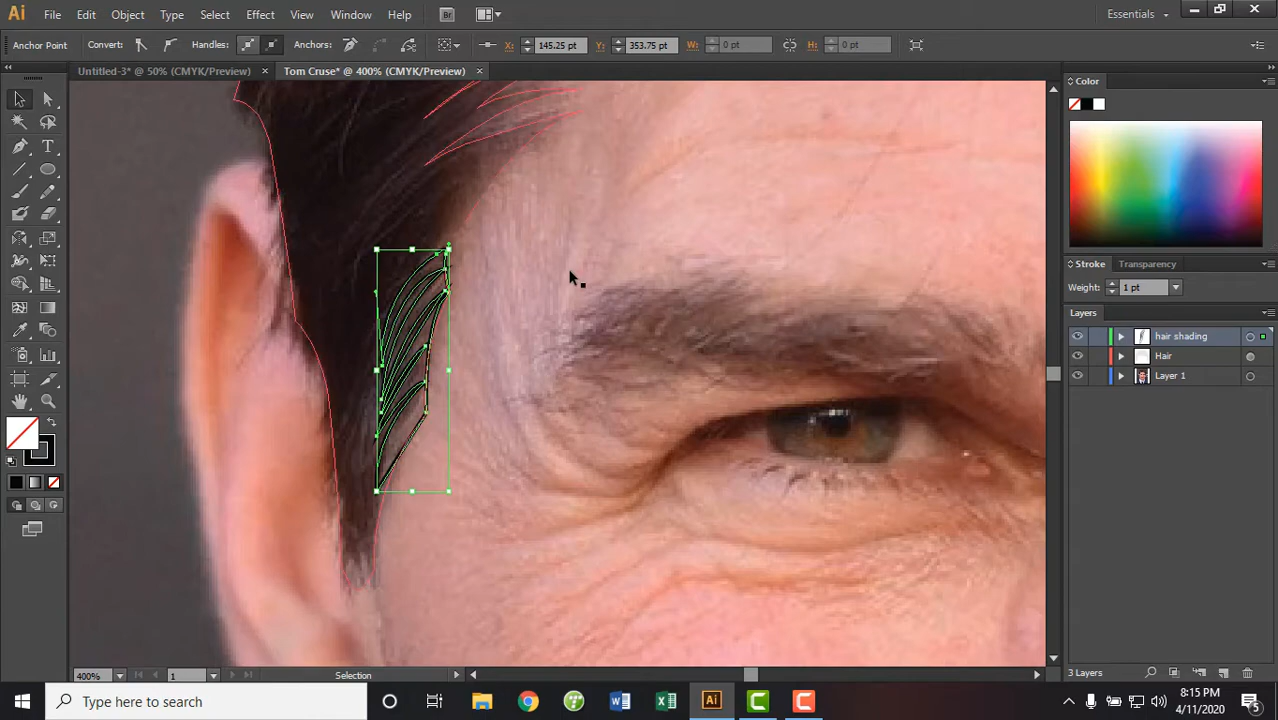 Ai File Edit Object Type Select Effect View Window Help Br Essentials
Anchor Point Convert: Handles: Anchors: X: 145.25 pt Y: 353.75 pt W: 0 pt H: 0 pt
Untitled-3* @ 50% (CMYK/Preview) Tom Cruse* @ 400% (CMYK/Preview)
Color
Stroke Transparency
Weight: 1 pt
Layers
hair shading
Hair
Layer 1
400% 1 Selection 3 Layers
Type here to search
8:15 PM
4/11/2020
5